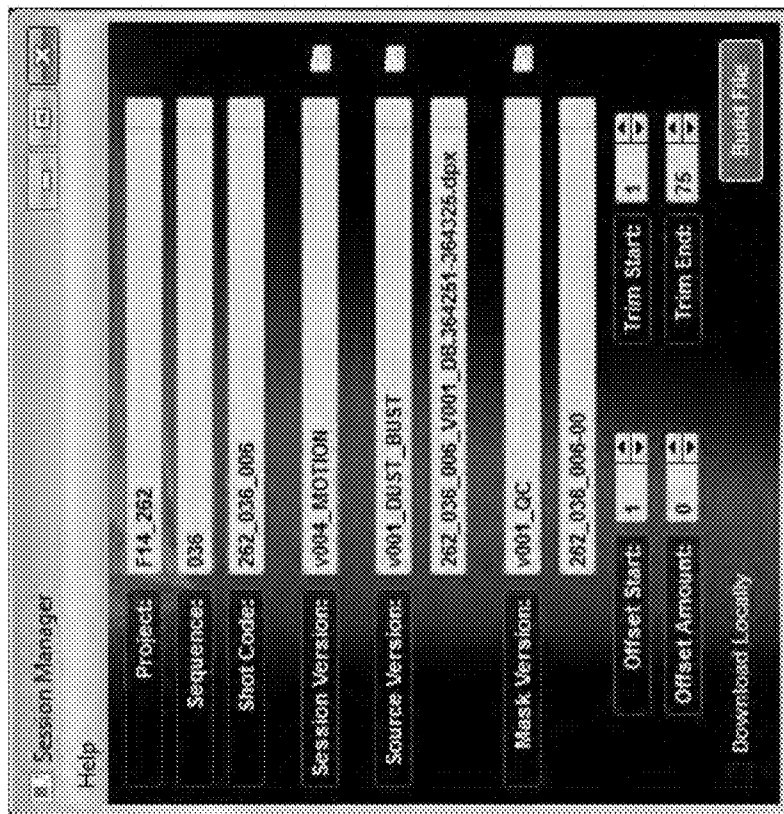 Session Manager
Help
Project: F14_262
Sequence: 036
Shot Code: 262_036_006
Session Version: v004_MOTION
Source Version: v001_DUST_BUST
262_036_006_V001_DB.364251-364325.dpx
Mask Version: v001_QC
262_036_006-00
Offset Start: 1 Trim Start: 1
Offset Amount: 0 Trim End: 75
Download Locally Build File